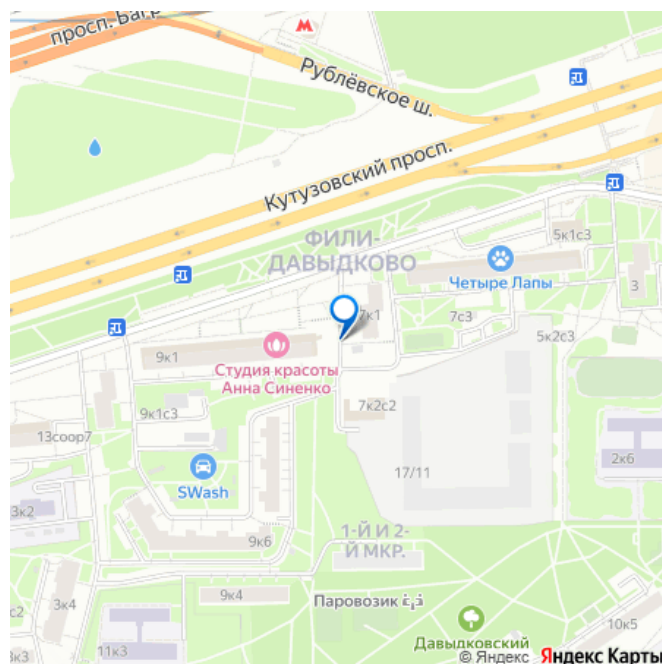 просп. Багр
М
Рублёвское ш.
Кутузовский просп.
ФИЛИ-
ДАВЫДКОВО
5к1с3
Четыре Лапы
3
7к1
7с3
5к2с3
9к1
Студия красоты
Анна Синенко
9к1с3
7к2с2
13соор7
17/11
2к6
SWash
3к2
9к6
1-Й И 2-
Й МКР.
9к4
Паровозик
с2
3к4
10к5
Давыдковский
11к3
3к3
© Яндекс Яндекс Карты